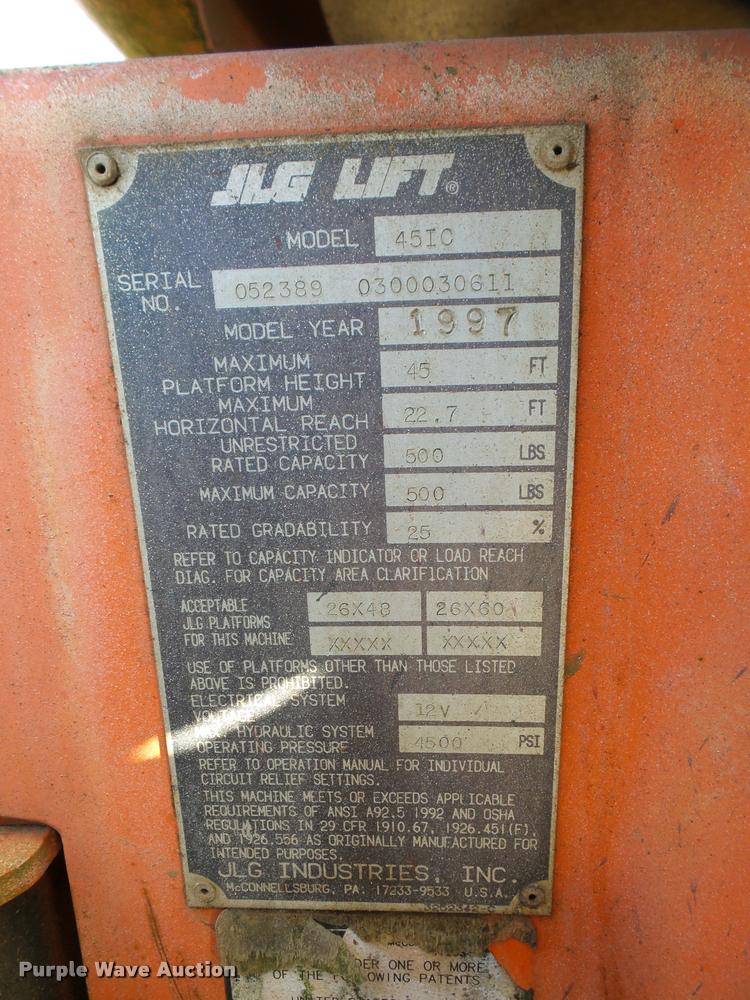 JLG LIFT®
MODEL 45IC
SERIAL NO. 052389 0300030611
MODEL YEAR 1997
MAXIMUM
PLATFORM HEIGHT 45 FT
MAXIMUM
HORIZONTAL REACH 22.7 FT
UNRESTRICTED
RATED CAPACITY 500 LBS
MAXIMUM CAPACITY 500 LBS
RATED GRADABILITY 25 %
REFER TO CAPACITY INDICATOR OR LOAD REACH
DIAG. FOR CAPACITY AREA CLARIFICATION
ACCEPTABLE 26X48 26X60
JLG PLATFORMS
FOR THIS MACHINE XXXXX XXXXX
USE OF PLATFORMS OTHER THAN THOSE LISTED
ABOVE IS PROHIBITED.
ELECTRICAL SYSTEM
VOLTAGE 12V
MAX. HYDRAULIC SYSTEM
OPERATING PRESSURE 4500 PSI
REFER TO OPERATION MANUAL FOR INDIVIDUAL
CIRCUIT RELIEF SETTINGS.
THIS MACHINE MEETS OR EXCEEDS APPLICABLE
REQUIREMENTS OF ANSI A92.5 1992 AND OSHA
REGULATIONS IN 29 CFR 1910.67, 1926.451(F),
AND 1926.556 AS ORIGINALLY MANUFACTURED FOR
INTENDED PURPOSES.
JLG INDUSTRIES, INC.
McCONNELLSBURG, PA. 17233-9533 U.S.A.
DER ONE OR MORE
OF THE FOLLOWING PATENTS
Purple Wave Auction